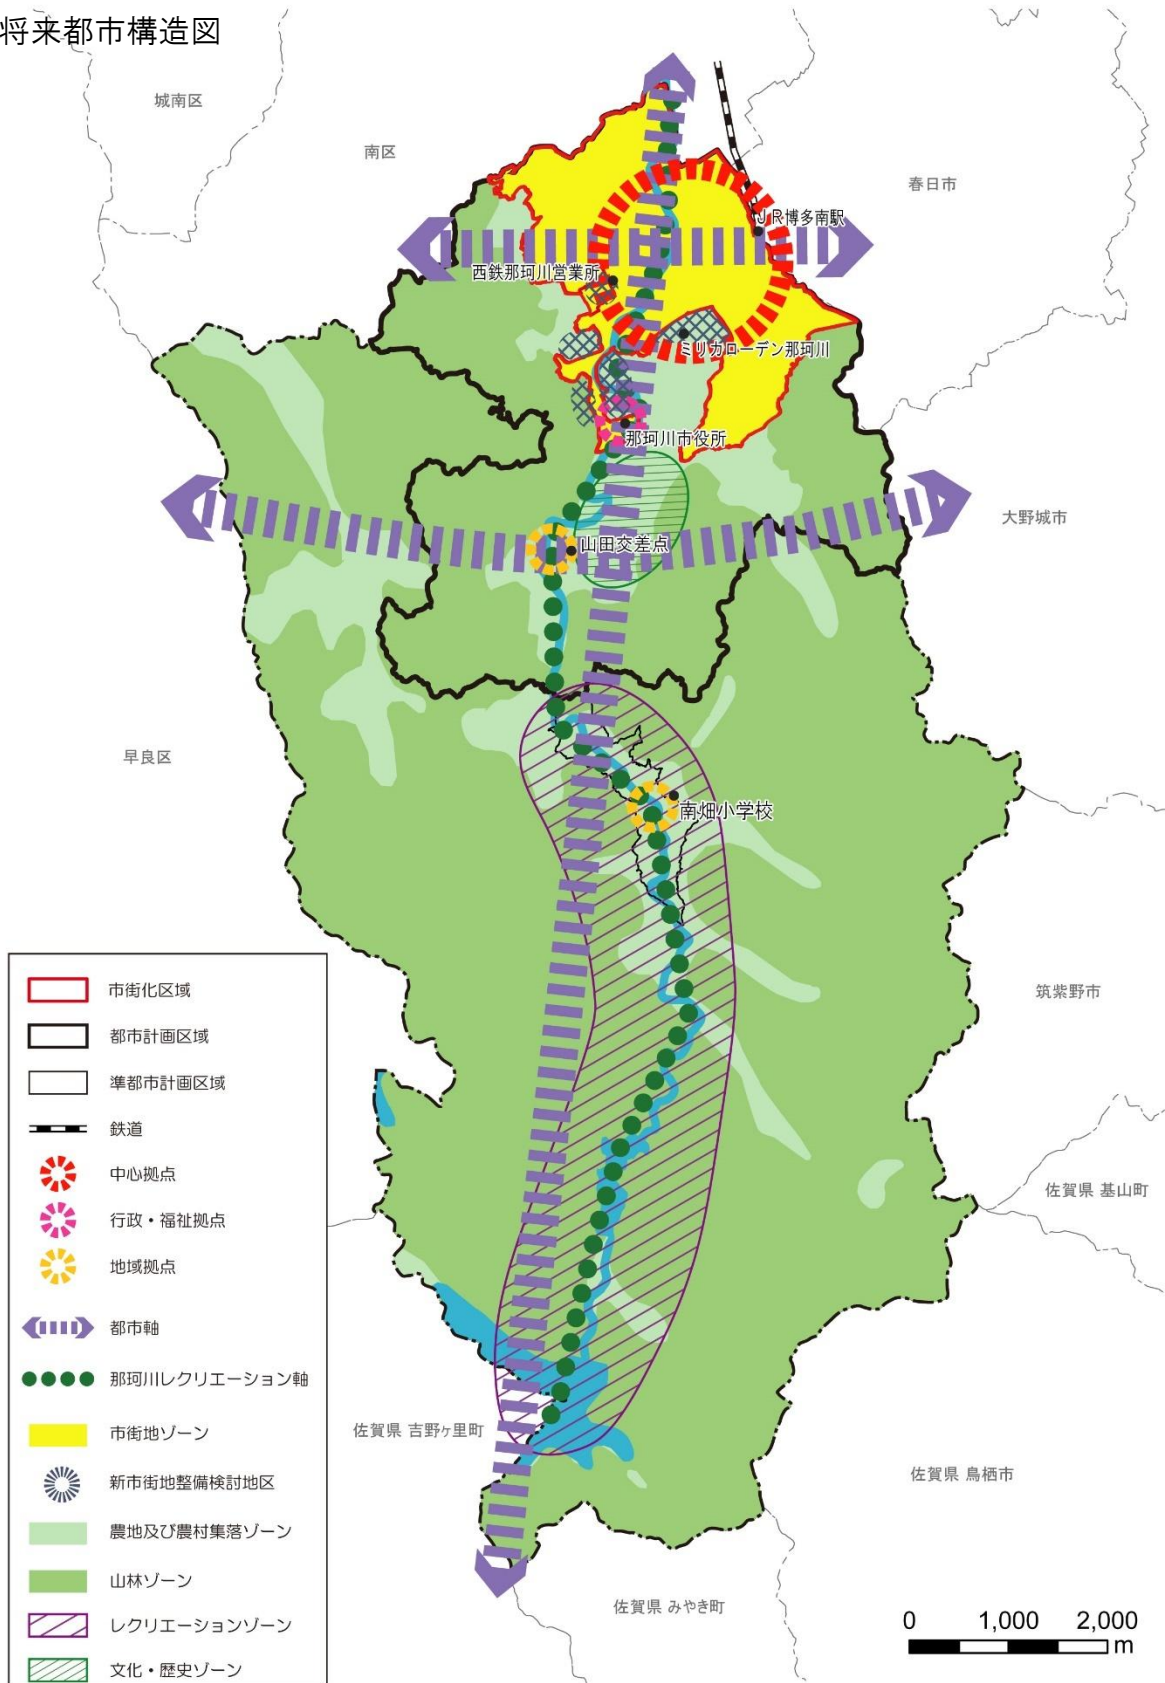 将来都市構造図
城南区
南区
春日市
JR博多南駅
西鉄那珂川営業所
ミリカローデン那珂川
那珂川市役所
大野城市
山田交差点
早良区
南畑小学校
筑紫野市
佐賀県 基山町
佐賀県 吉野ヶ里町
佐賀県 鳥栖市
佐賀県 みやき町
市街化区域
都市計画区域
準都市計画区域
鉄道
中心拠点
行政・福祉拠点
地域拠点
都市軸
那珂川レクリエーション軸
市街地ゾーン
新市街地整備検討地区
農地及び農村集落ゾーン
山林ゾーン
レクリエーションゾーン
文化・歴史ゾーン
0 1,000 2,000
m